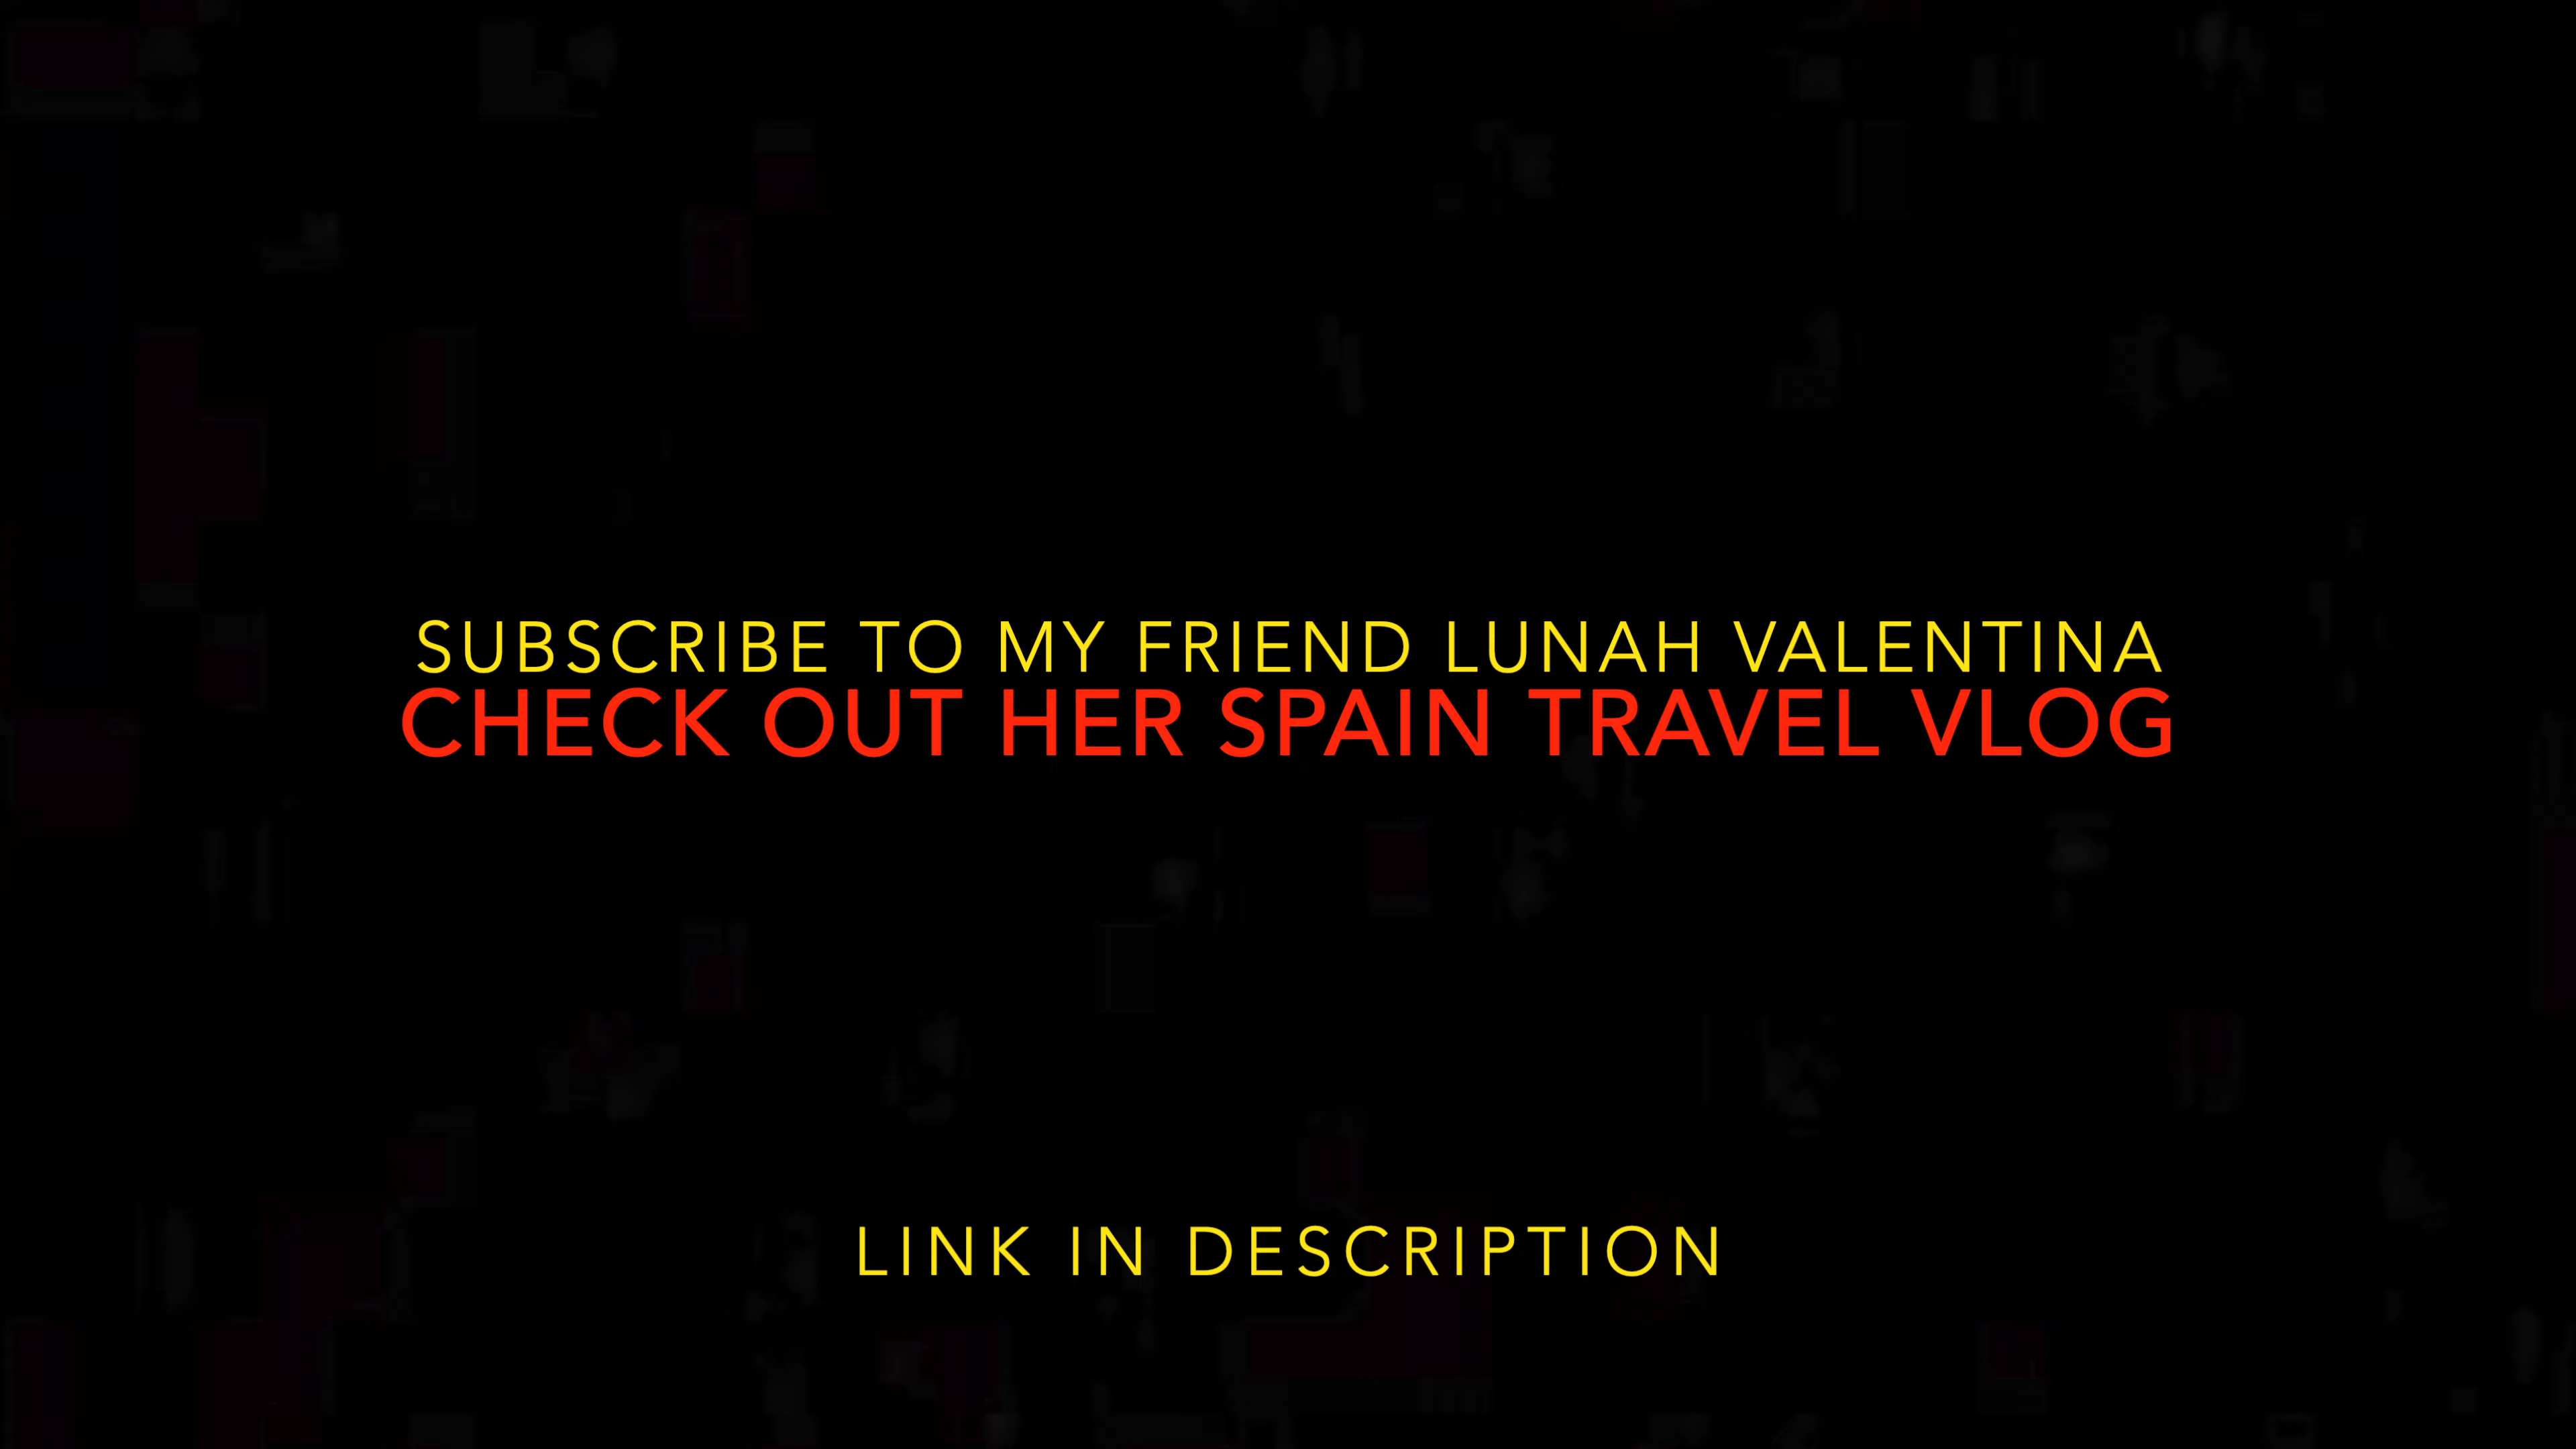 SUBSCRIBE TO MY FRIEND LUNAH VALENTINA
CHECK OUT HER SPAIN TRAVEL VLOG
LINK IN DESCRIPTION